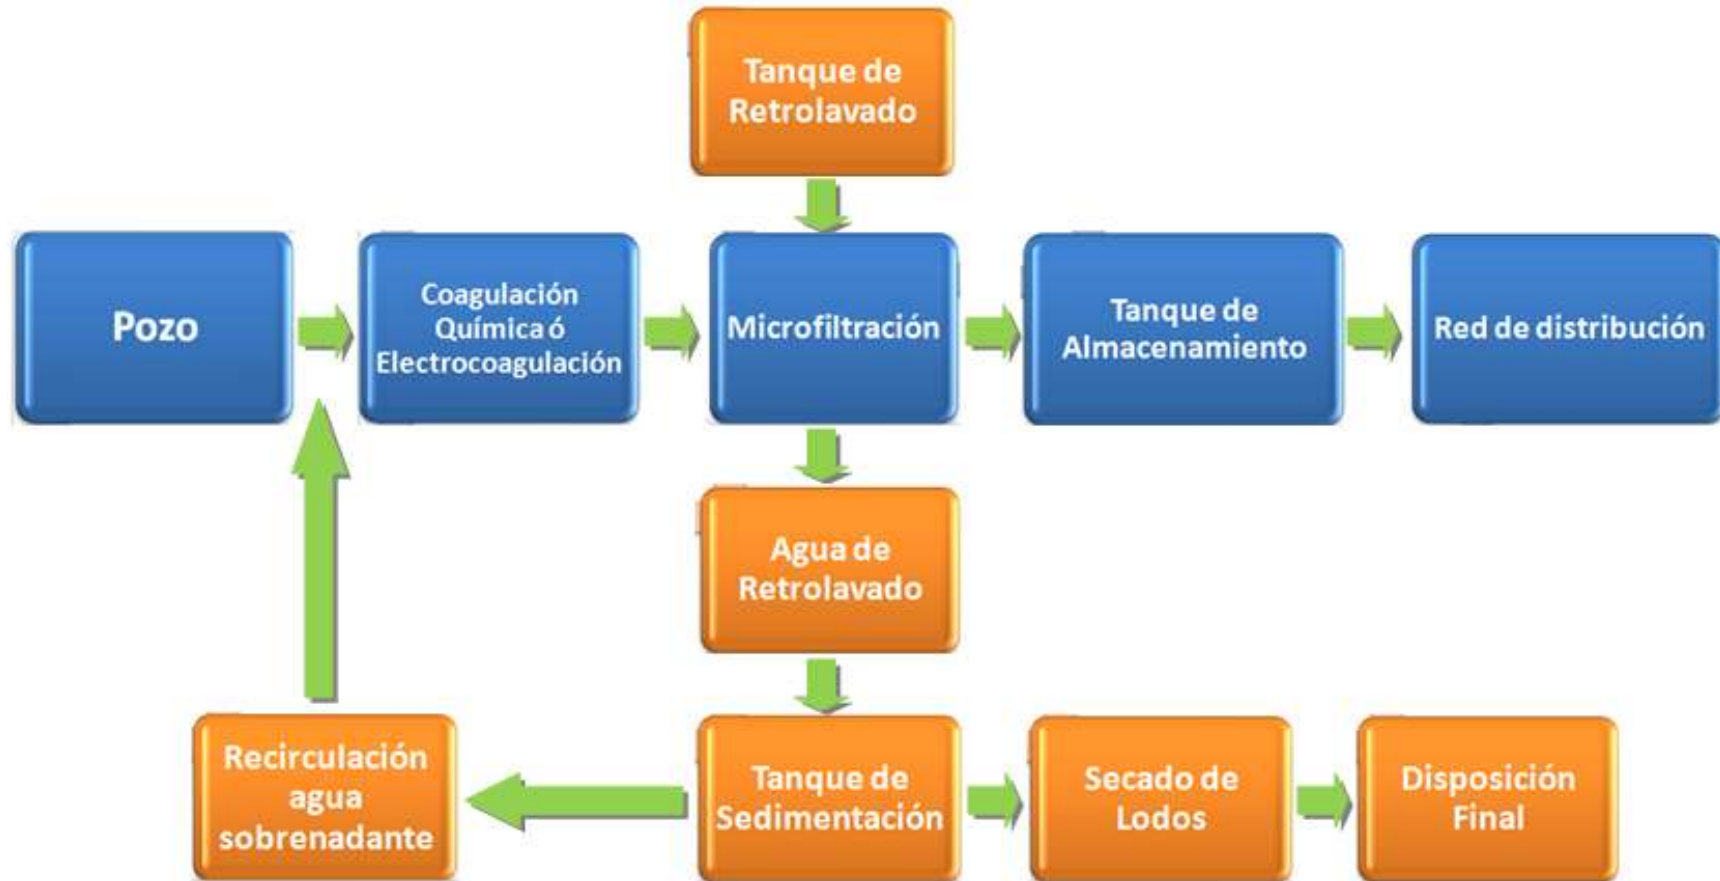 Tanque de
Retrolavado
Pozo
Coagulación
Química ó
Electrocoagulación
Microfiltración
Tanque de
Almacenamiento
Red de distribución
Agua de
Retrolavado
Recirculación
agua
sobrenadante
Tanque de
Sedimentación
Secado de
Lodos
Disposición
Final